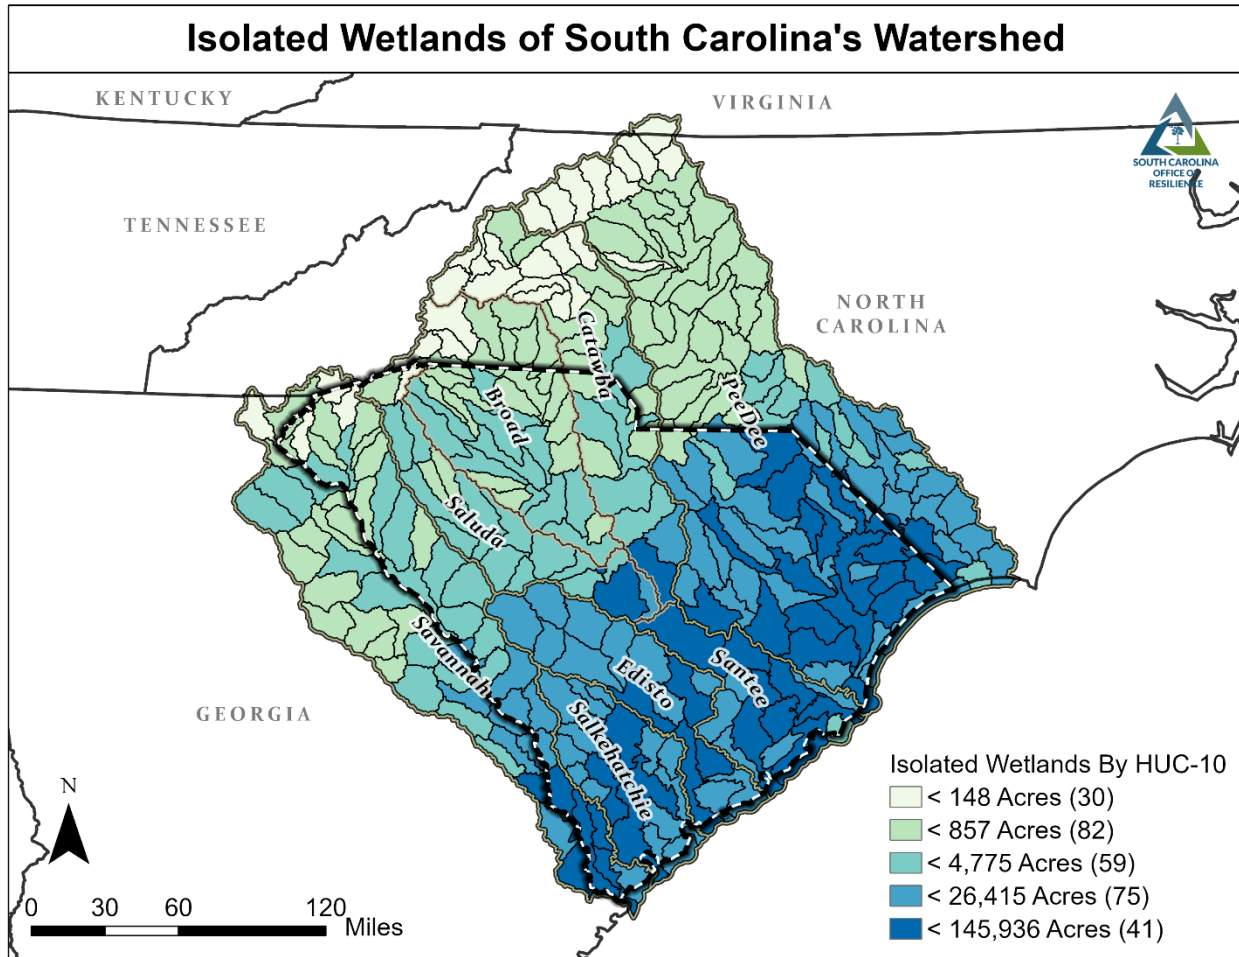 Isolated Wetlands of South Carolina's Watershed
KENTUCKY
VIRGINIA
SOUTH CAROLINA
OFFICE OF
RESILIENCE
TENNESSEE
NORTH
CAROLINA
Catawba
PeeDee
Broad
Saluda
Savannah
Edisto
Santee
Salkehatchie
GEORGIA
N
0 30 60 120
Miles
Isolated Wetlands By HUC-10
< 148 Acres (30)
< 857 Acres (82)
< 4,775 Acres (59)
< 26,415 Acres (75)
< 145,936 Acres (41)